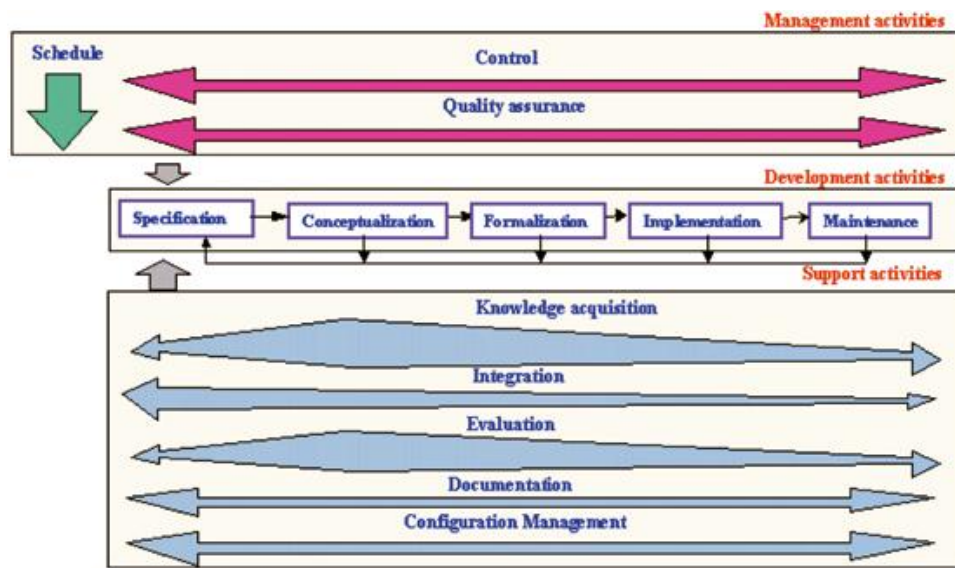 Management activities
Schedule
Control
Quality assurance
Development activities
Specification
Conceptualization
Formalization
Implementation
Maintenance
Support activities
Knowledge acquisition
Integration
Evaluation
Documentation
Configuration Management